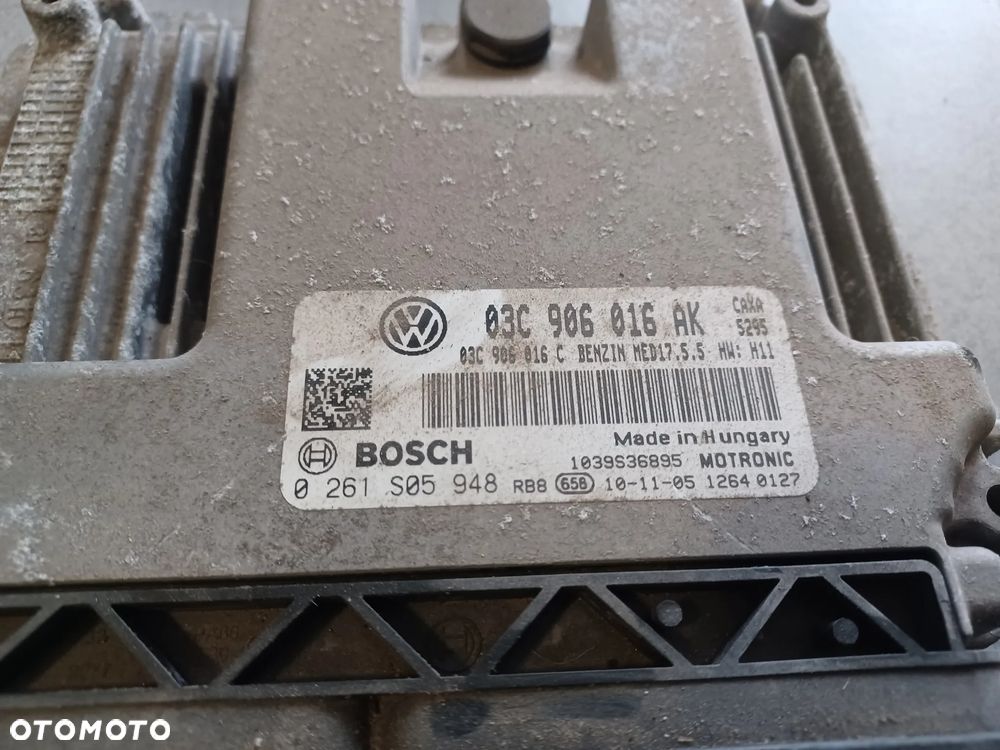 03C 906 016 AK CAXA
5295
03C 906 016 C BENZIN MED17.5.5 HW: H11
Made in Hungary
BOSCH 1039S36895 MOTRONIC
0 261 S05 948 RB8 658 10-11-05 1264 0127
OTOMOTO